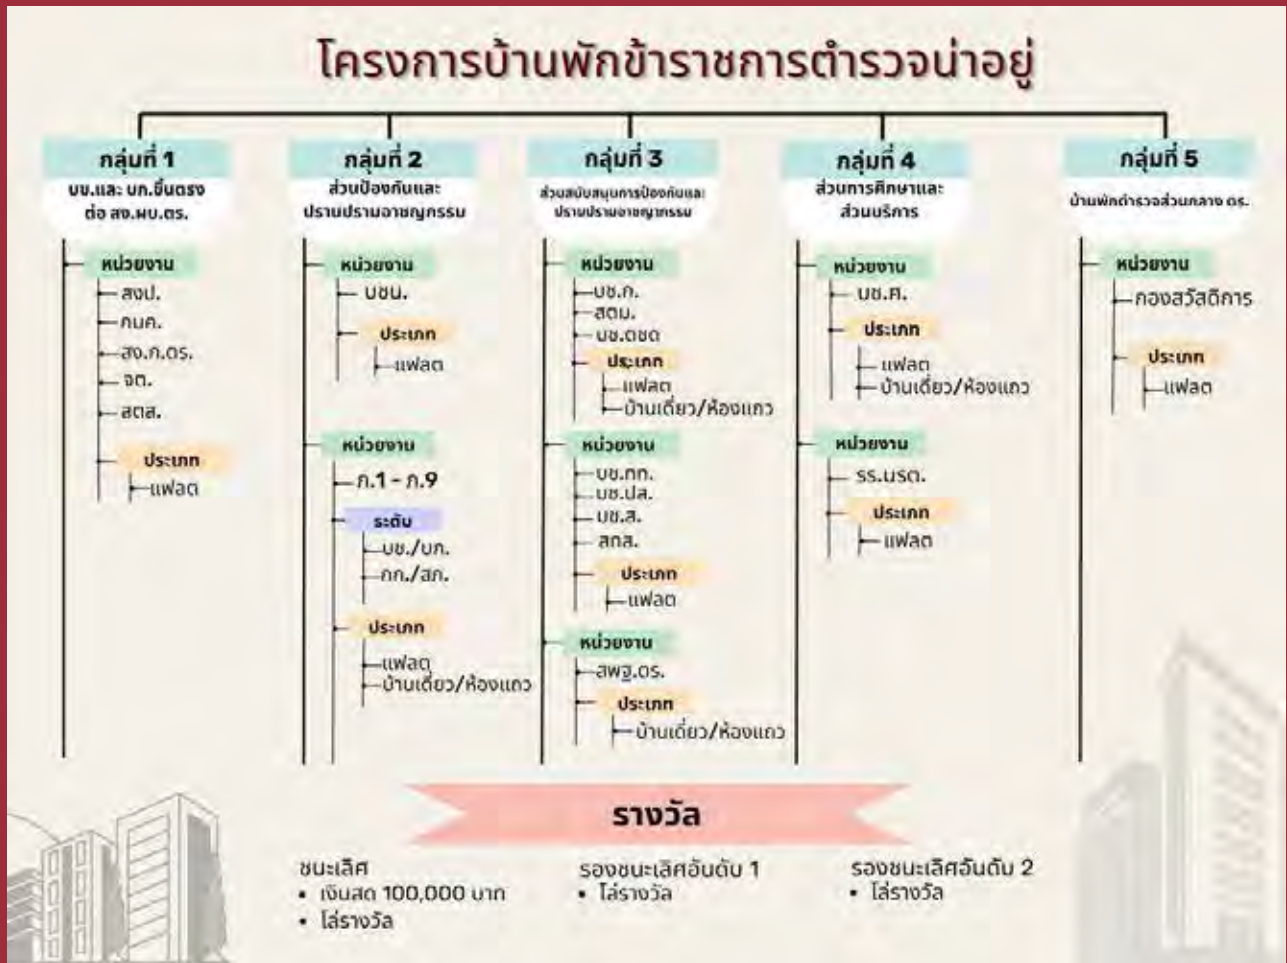 โครงการบ้านพักข้าราชการตำรวจน่าอยู่
กลุ่มที่ 1
บช.และ บก.ขึ้นตรง
ต่อ สง.ผบ.ตร.
หน่วยงาน
สงป.
กมค.
สง.ก.ตร.
จต.
สตส.
ประเภท
แฟลต
กลุ่มที่ 2
ส่วนป้องกันและ
ปราบปรามอาชญกรรม
หน่วยงาน
บชน.
ประเภท
แฟลต
หน่วยงาน
ภ.1 - ภ.9
ระดับ
บช./บก.
กก./สภ.
ประเภท
แฟลต
บ้านเดี่ยว/ห้องแถว
กลุ่มที่ 3
ส่วนสนับสนุนการป้องกันและ
ปราบปรามอาชญากรรม
หน่วยงาน
บช.ก.
สตม.
บช.ตชด
ประเภท
แฟลต
บ้านเดี่ยว/ห้องแถว
หน่วยงาน
บช.ทท.
บช.ปส.
บช.ส.
สทส.
ประเภท
แฟลต
หน่วยงาน
สพฐ.ตร.
ประเภท
บ้านเดี่ยว/ห้องแถว
กลุ่มที่ 4
ส่วนการศึกษาและ
ส่วนบริการ
หน่วยงาน
บช.ศ.
ประเภท
แฟลต
บ้านเดี่ยว/ห้องแถว
หน่วยงาน
รร.นรต.
ประเภท
แฟลต
กลุ่มที่ 5
บ้านพักตำรวจส่วนกลาง ตร.
หน่วยงาน
กองสวัสดิการ
ประเภท
แฟลต
รางวัล
ชนะเลิศ
• เงินสด 100,000 บาท
• โล่รางวัล
รองชนะเลิศอันดับ 1
• โล่รางวัล
รองชนะเลิศอันดับ 2
• โล่รางวัล